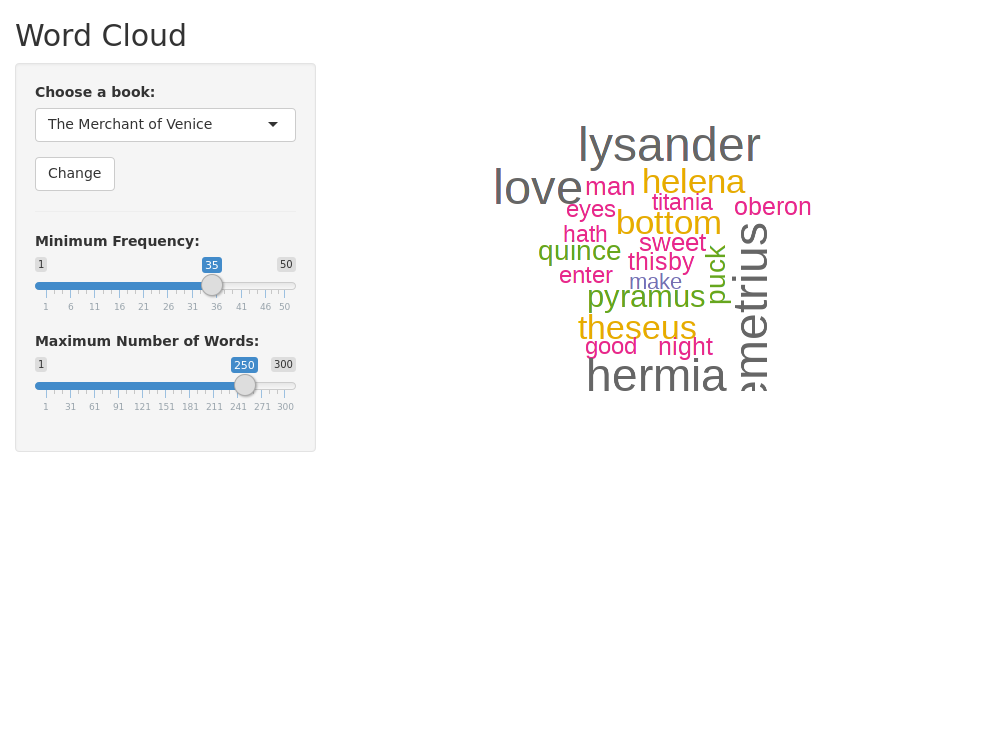 Word Cloud
Choose a book:
The Merchant of Venice
Change
Minimum Frequency:
1 35 50
1 6 11 16 21 26 31 36 41 46 50
Maximum Number of Words:
1 250 300
1 31 61 91 121 151 181 211 241 271 300
lysander
love
man
helena
eyes
titania
oberon
bottom
hath
sweet
quince
thisby
puck
enter
make
pyramus
emetrius
theseus
good
night
hermia